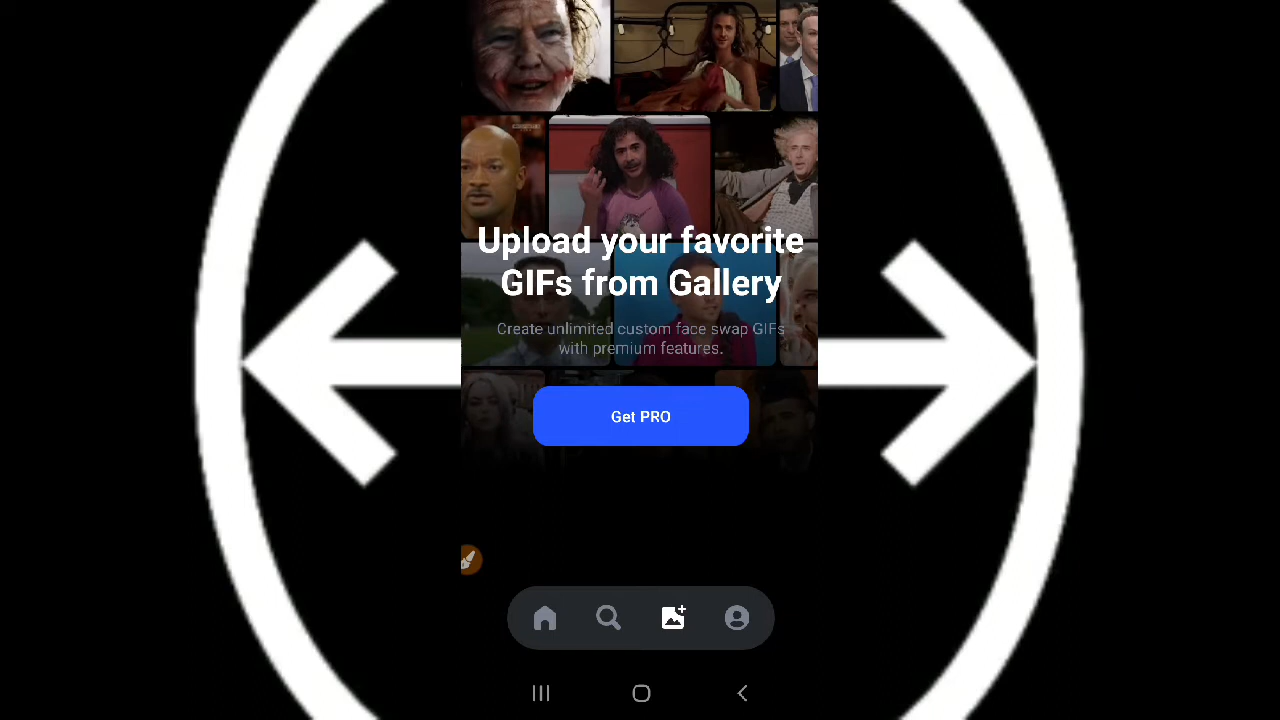 Upload your favorite
GIFs from Gallery
Create unlimited custom face swap GIFs
with premium features.
Get PRO